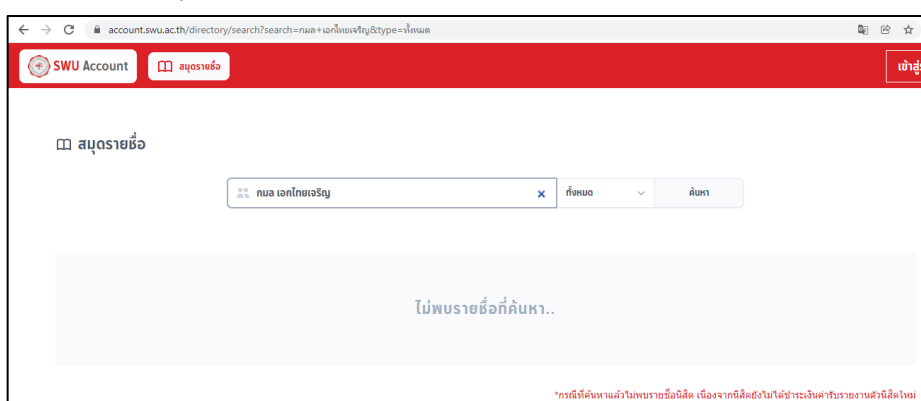 account.swu.ac.th/directory/search?search=กมล+เอกไทยเจริญ&type=ทั้งหมด
SWU Account
สมุดรายชื่อ
เข้าสู่ร
สมุดรายชื่อ
กมล เอกไทยเจริญ
ทั้งหมด
ค้นหา
ไม่พบรายชื่อที่ค้นหา..
*กรณีที่ค้นหาแล้วไม่พบรายชื่อนิสิต เนื่องจากนิสิตยังไม่ได้ชำระเงินค่ารับรายงานตัวนิสิตใหม่